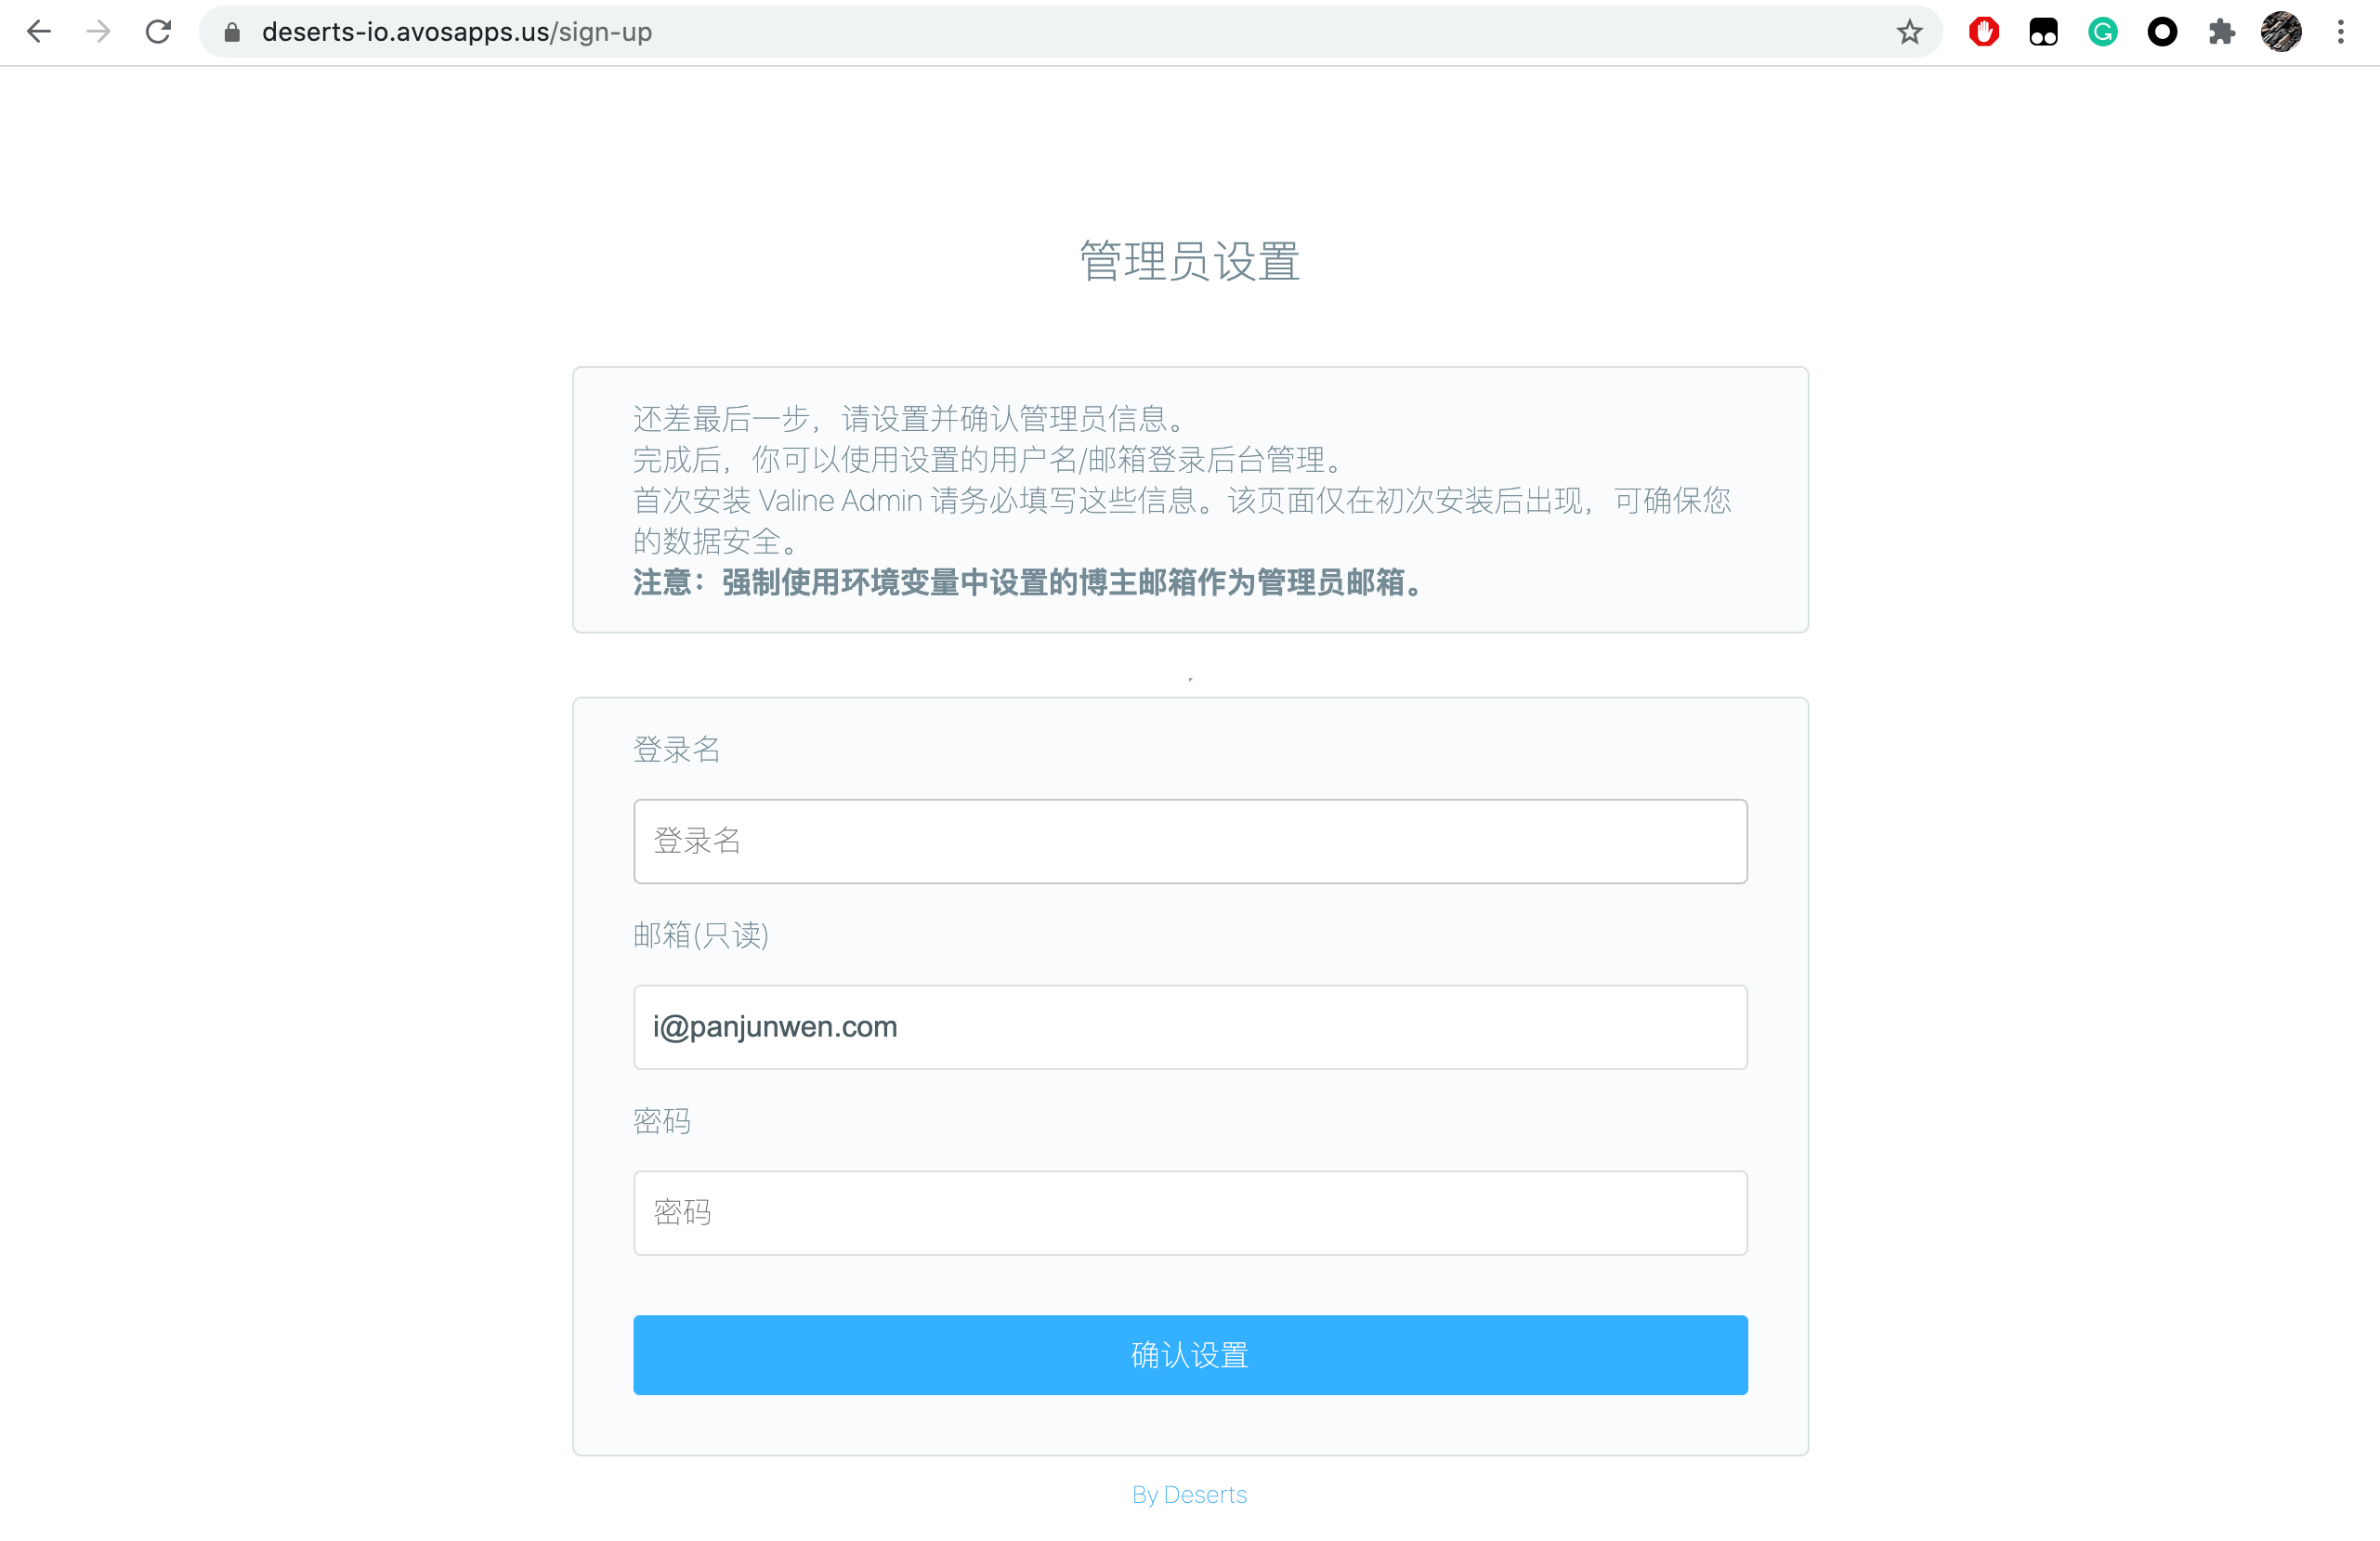 deserts-io.avosapps.us/sign-up
管理员设置
还差最后一步，请设置并确认管理员信息。
完成后，你可以使用设置的用户名/邮箱登录后台管理。
首次安装 Valine Admin 请务必填写这些信息。该页面仅在初次安装后出现，可确保您
的数据安全。
注意：强制使用环境变量中设置的博主邮箱作为管理员邮箱。
登录名
登录名
邮箱(只读)
i@panjunwen.com
密码
密码
确认设置
By Deserts